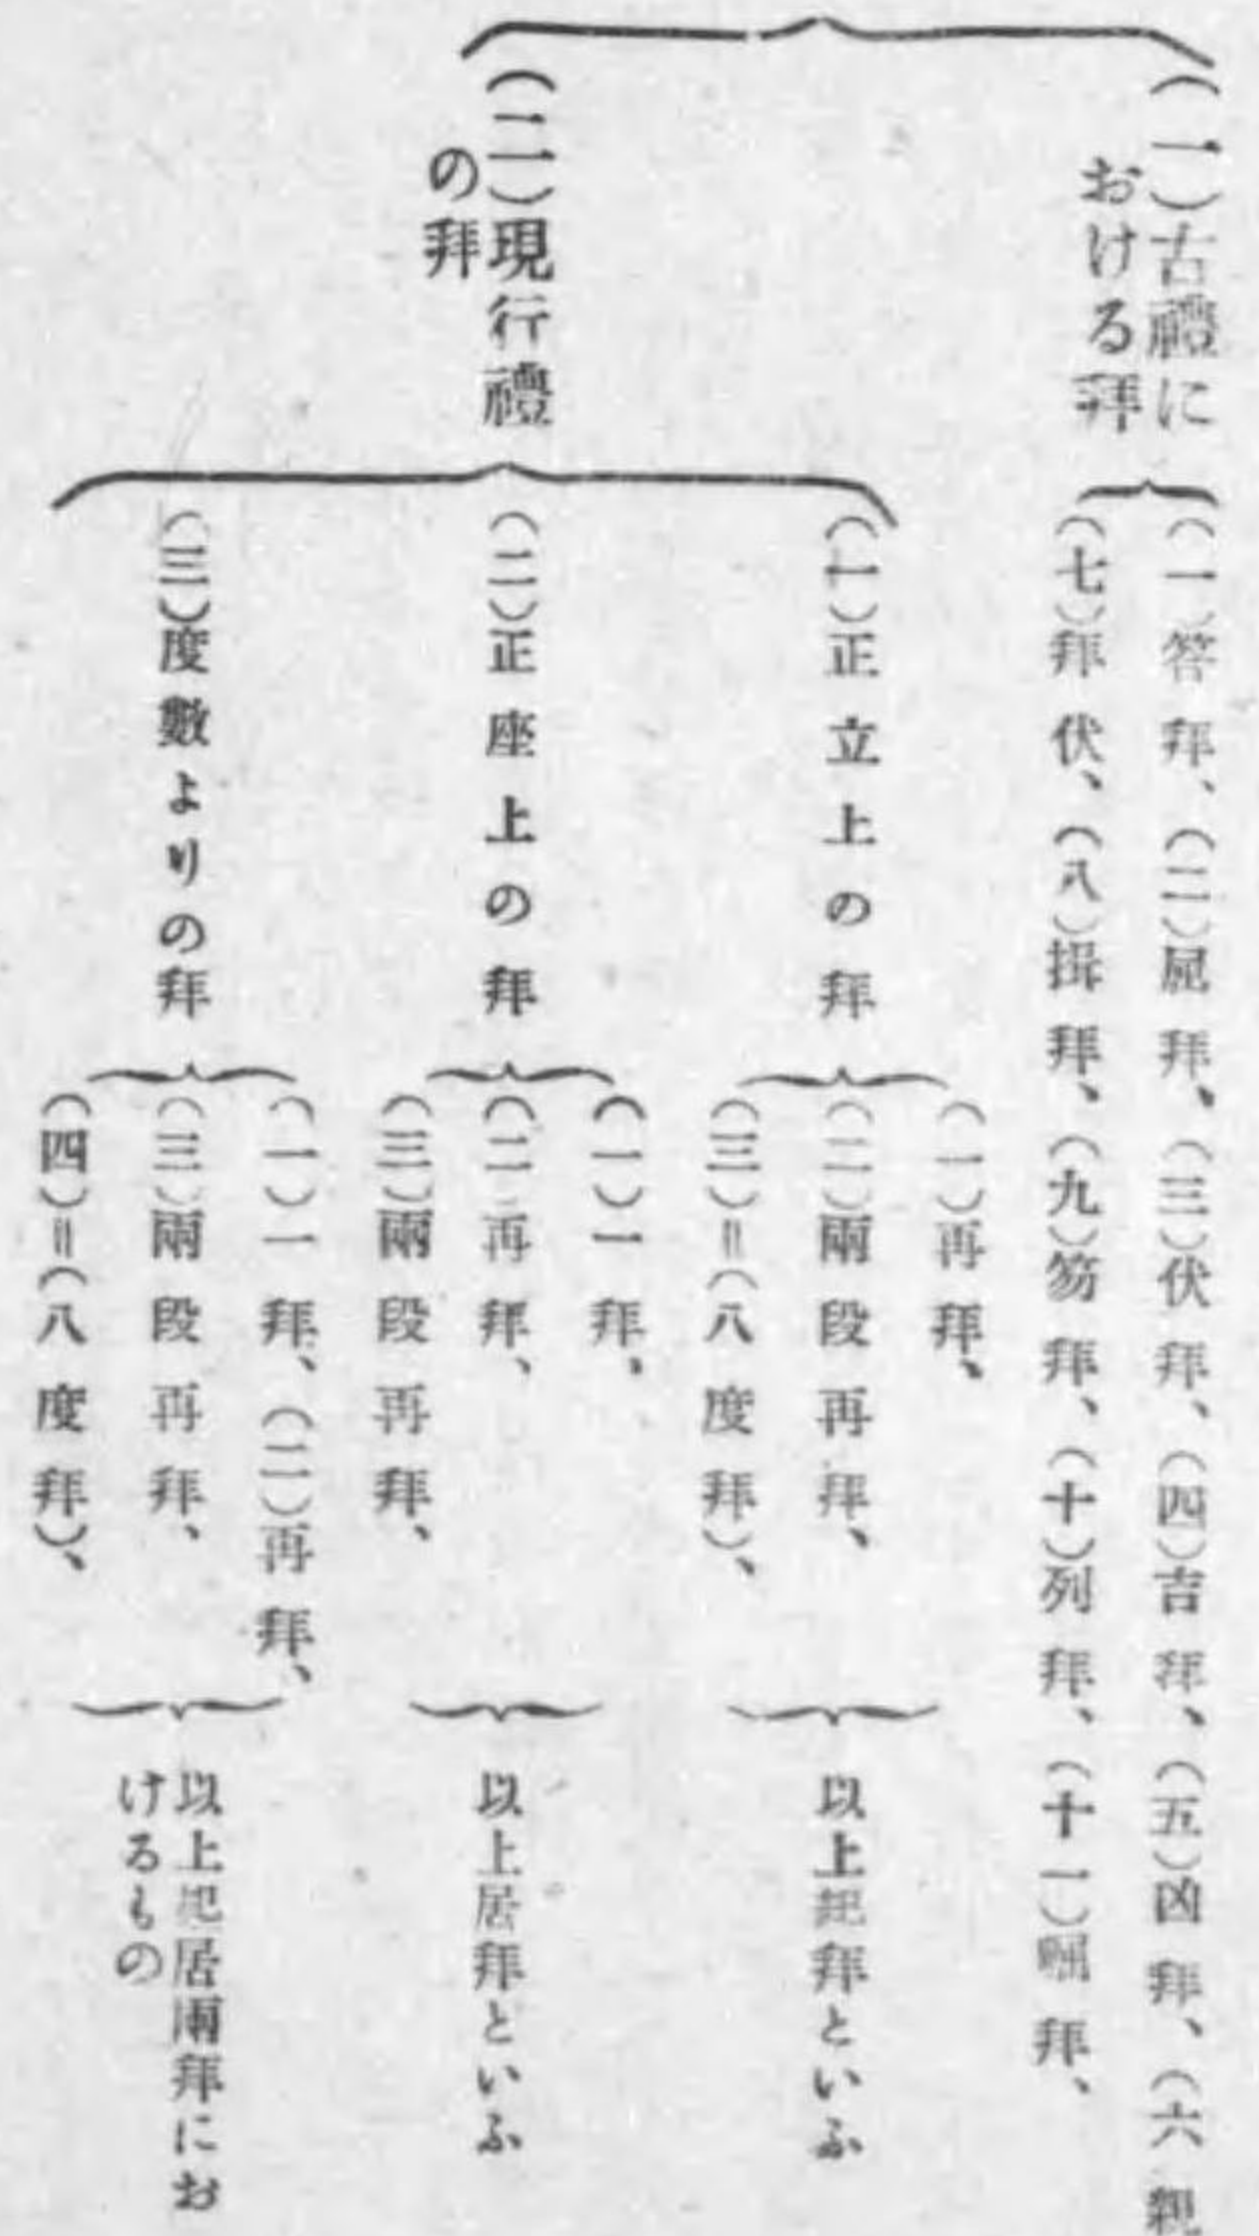 (一)古禮に
おける拜
(一)答拜、(二)屈拜、(三)伏拜、(四)吉拜、(五)凶拜、(六
(七)拜伏、(八)揖拜、(九)笏拜、(十)列拜、(十一)拜、
(二)現行禮
の拜
(一)正立上の拜
(一)再拜、
(二)兩段再拜、
(三)=(八度拜)、
以上起拜といふ
(二)正座上の拜
(一)一拜、
(二)再拜、
(三)兩段再拜、
以上居拜といふ
(三)度數よりの拜
(一)一拜、(二)再拜、
(三)兩段再拜、
(四)=(八度拜)、
以上起居兩拜にお
けるもの